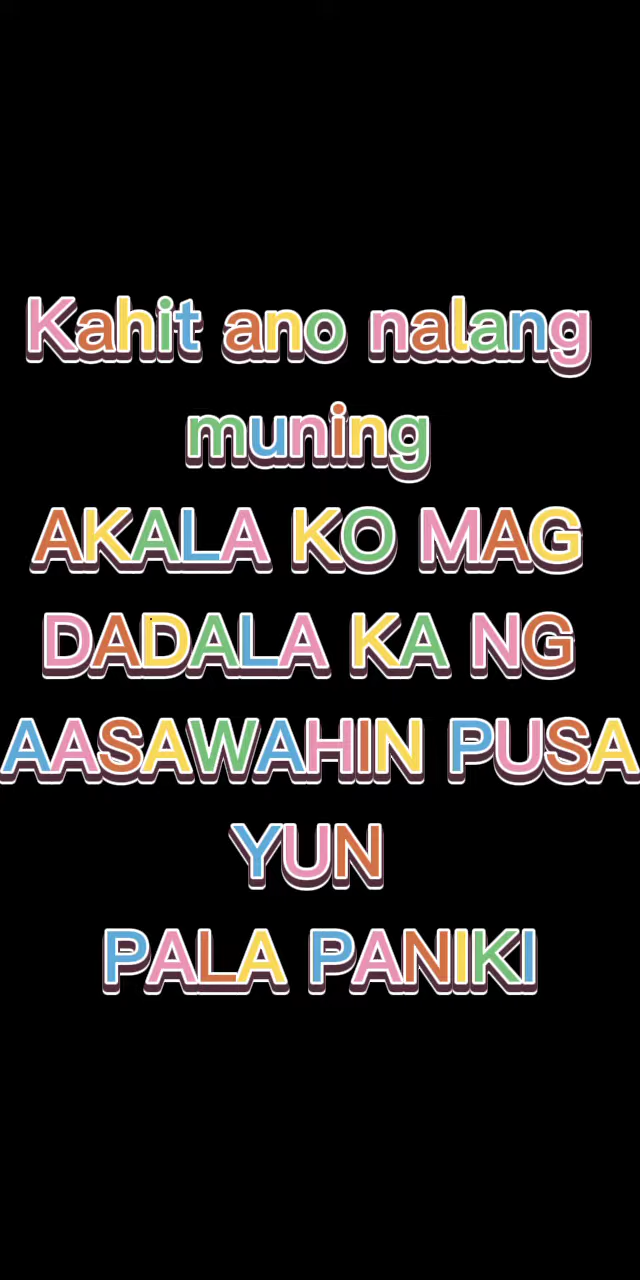 Kahit ano nalang
muning
AKALA KO MAG
DADALA KA NG
AASAWAHIN PUSA
YUN
PALA PANIKI